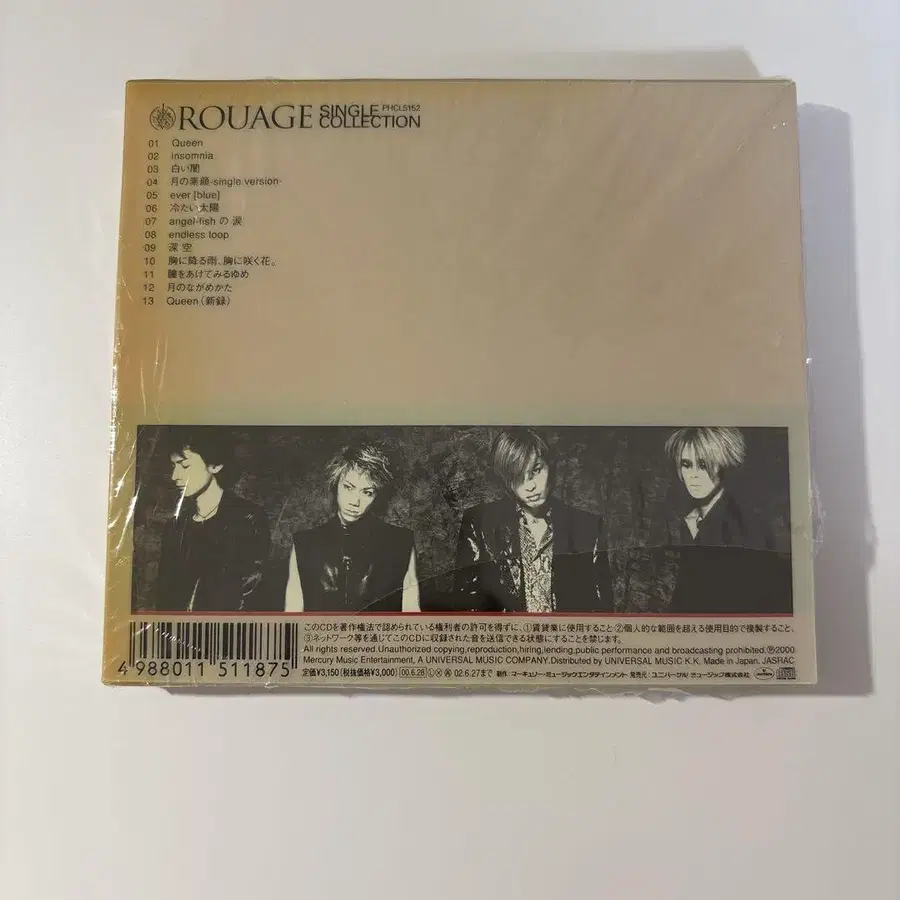 ROUAGE SINGLE COLLECTION PHCL5152
01 Queen
02 insomnia
03 白い闇
04 月の素顔-single version-
05 ever [blue]
06 冷たい太陽
07 angel-fish の 涙
08 endless loop
09 深 空
10 胸に降る雨、胸に咲く花。
11 瞳をあけてみるゆめ
12 月のながめかた
13 Queen（新録）
このCDを著作権法で認められている権利者の許可を得ずに、①賃貸業に使用すること ②個人的な範囲を超える使用目的で複製すること、
③ネットワーク等を通じてこのCDに収録された音を送信できる状態にすることを禁じます。
All rights reserved.Unauthorized copying,reproduction,hiring,lending,public performance and broadcasting prohibited.Ⓟ2000
Mercury Music Entertainment, A UNIVERSAL MUSIC COMPANY.Distributed by UNIVERSAL MUSIC K.K. Made in Japan. JASRAC
定価¥3,150（税抜価格¥3,000） 00.6.28 02.6.27まで 制作：マーキュリー・ミュージックエンタテインメント 発売元：ユニバーサル ミュージック株式会社
4 988011 511875